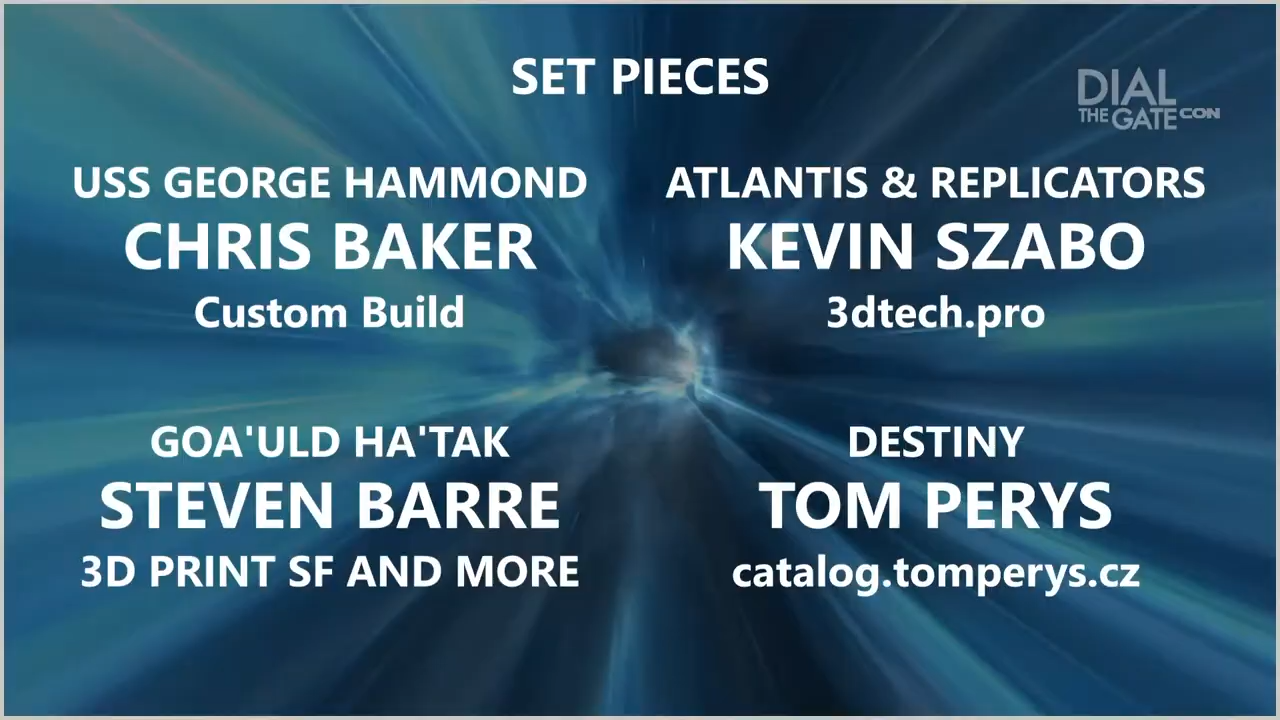 SET PIECES
DIAL
THE GATE CON
USS GEORGE HAMMOND
CHRIS BAKER
Custom Build
ATLANTIS & REPLICATORS
KEVIN SZABO
3dtech.pro
GOA'ULD HA'TAK
STEVEN BARRE
3D PRINT SF AND MORE
DESTINY
TOM PERYS
catalog.tomperys.cz